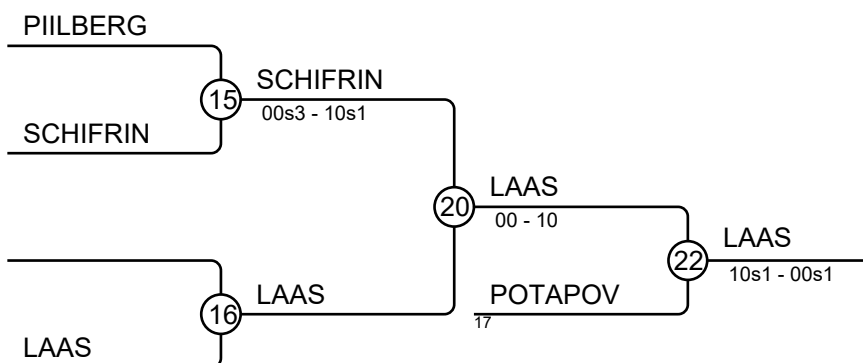 PIILBERG
15
SCHIFRIN
00s3 - 10s1
SCHIFRIN
20
LAAS
00 - 10
22
LAAS
10s1 - 00s1
16
LAAS
POTAPOV
17
LAAS